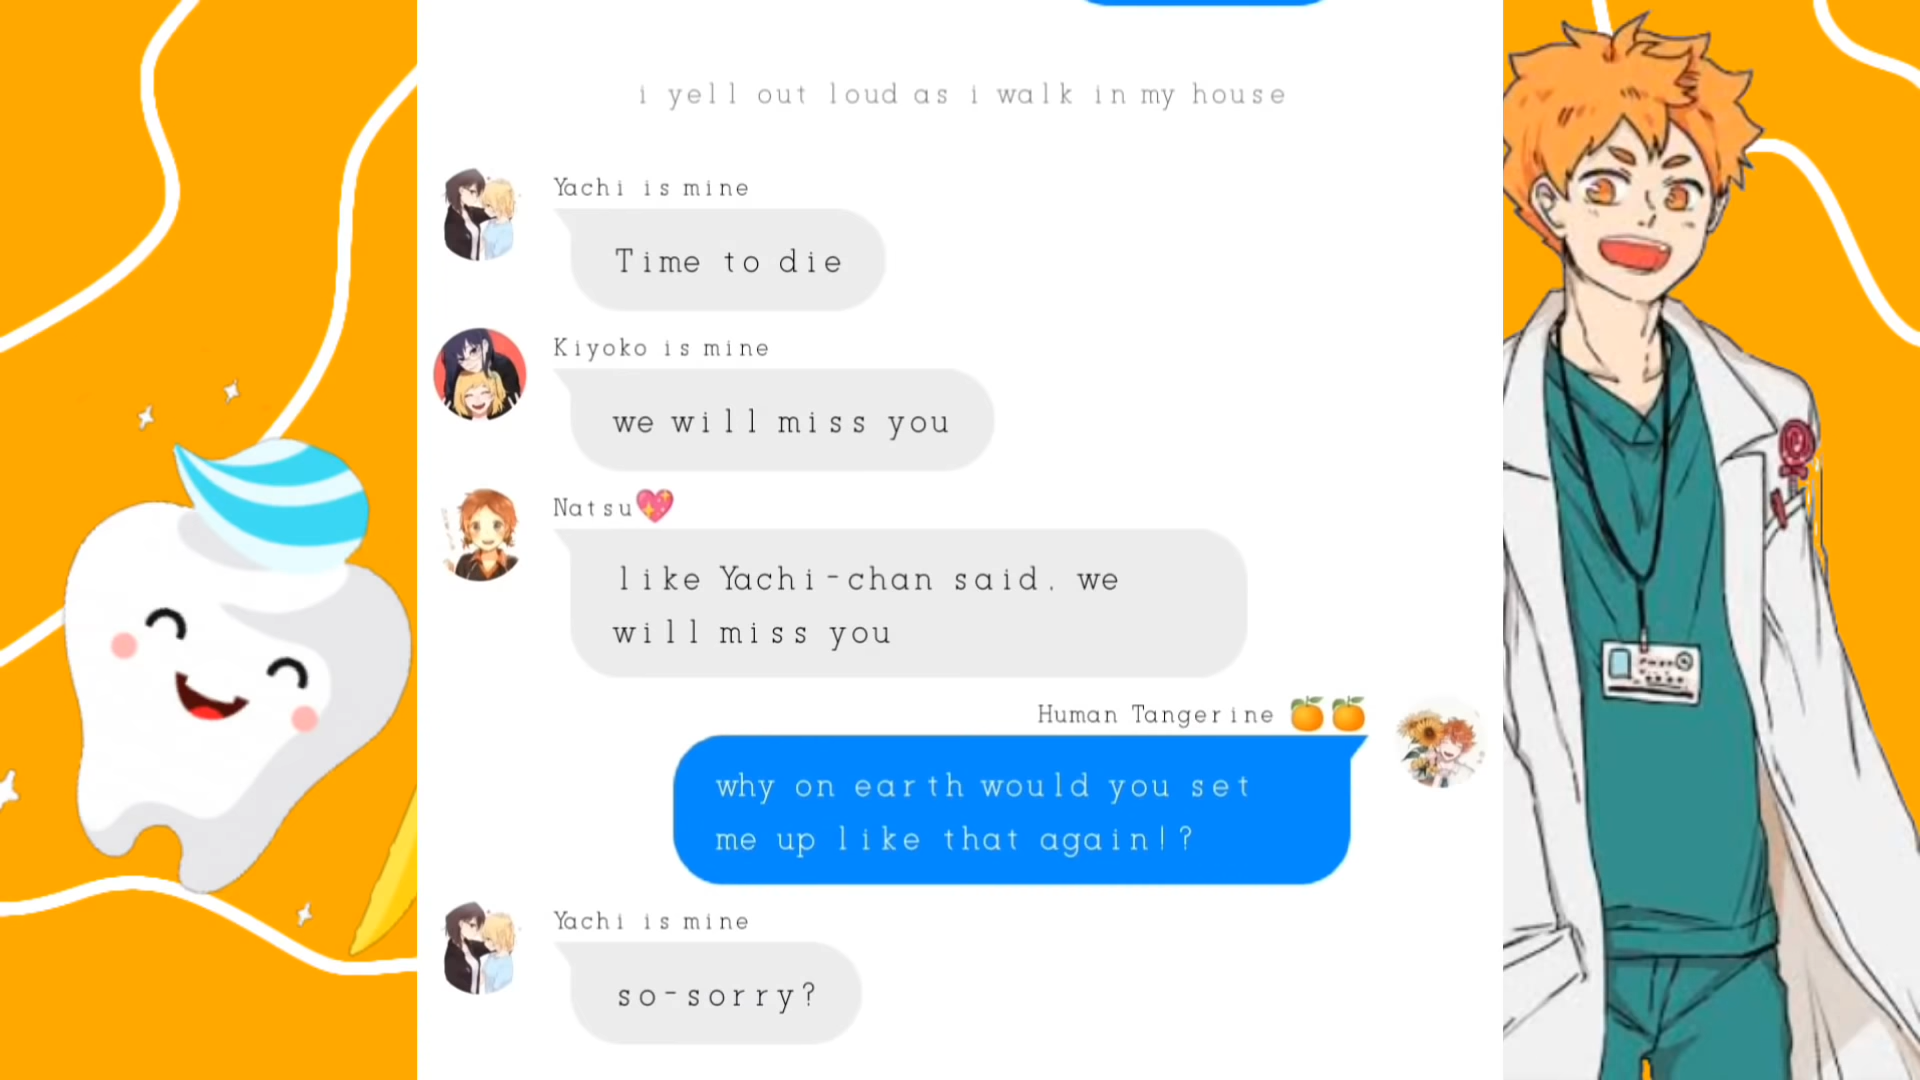 i yell out loud as i walk in my house
Yachi is mine
Time to die
Kiyoko is mine
we will miss you
Natsu💖
like Yachi-chan said. we
will miss you
Human Tangerine 🍊🍊
why on earth would you set
me up like that again!?
Yachi is mine
so-sorry?